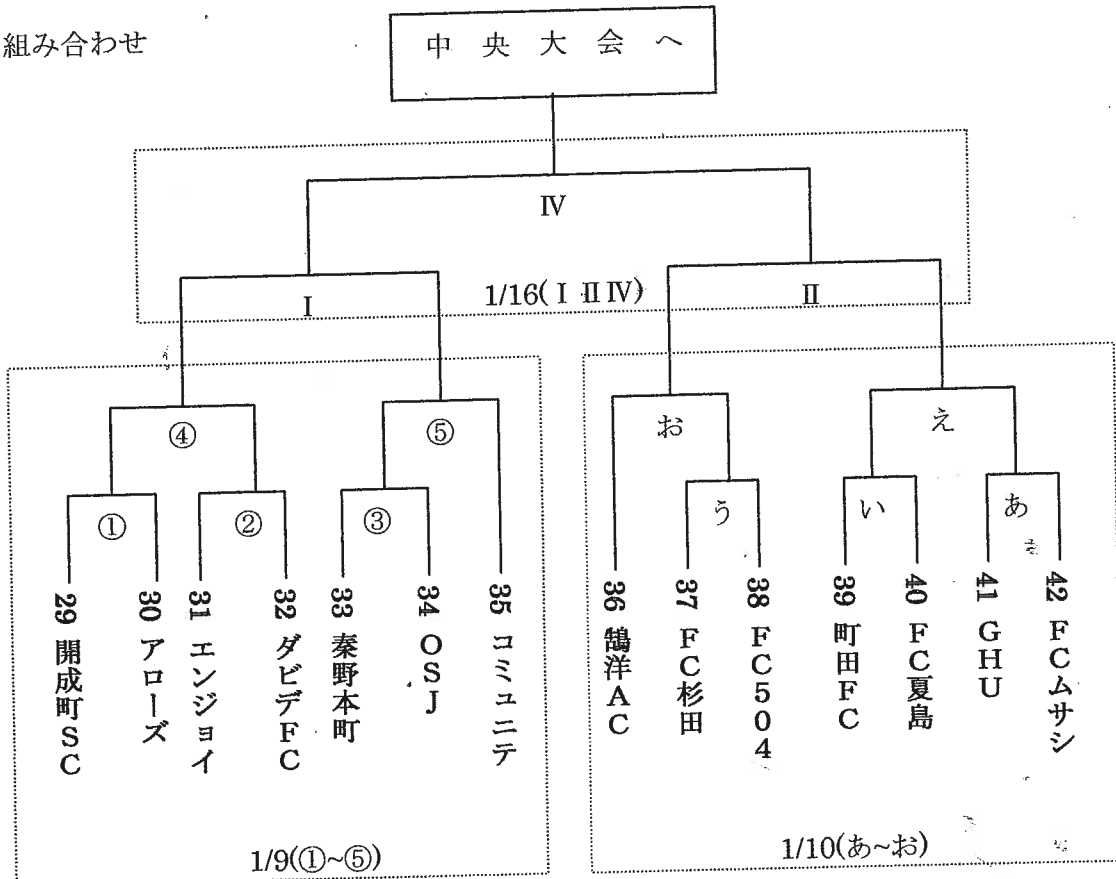 組み合わせ
中央大会へ
Ⅳ
1/16(Ⅰ Ⅱ Ⅳ)
Ⅰ
Ⅱ
④
⑤
お
え
①
②
③
う
い
あ
29 開成町SC
30 アローズ
31 エンジョイ
32 ダビデFC
33 秦野本町
34 OSJ
35 コミュニテ
36 鵠洋AC
37 FC杉田
38 FC504
39 町田FC
40 FC夏島
41 GHU
42 FCムサシ
1/9(①~⑤)
1/10(あ~お)